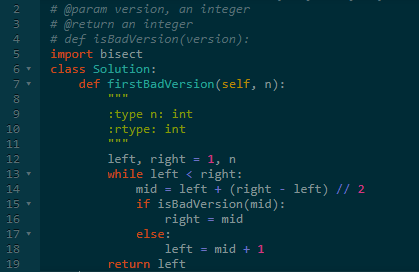 2 # @param version, an integer
3 # @return an integer
4 # def isBadVersion(version):
5 import bisect
6 class Solution:
7 def firstBadVersion(self, n):
8 """
9 :type n: int
10 :rtype: int
11 """
12 left, right = 1, n
13 while left < right:
14 mid = left + (right - left) // 2
15 if isBadVersion(mid):
16 right = mid
17 else:
18 left = mid + 1
19 return left